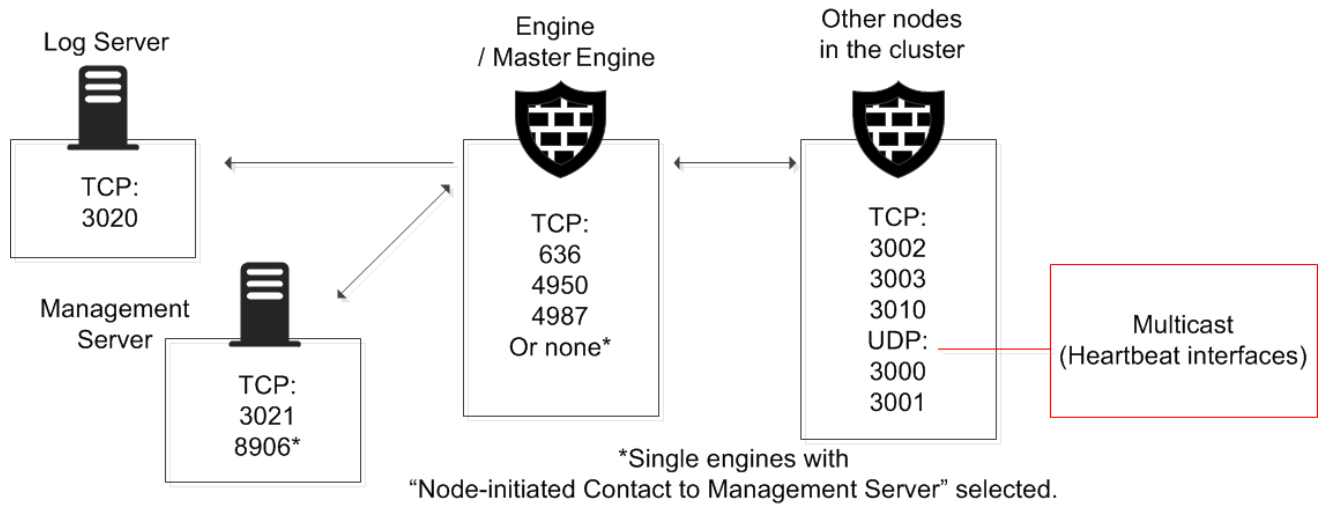 Log Server
TCP:
3020
Management
Server
TCP:
3021
8906*
Engine
/ Master Engine
TCP:
636
4950
4987
Or none*
Other nodes
in the cluster
TCP:
3002
3003
3010
UDP:
3000
3001
Multicast
(Heartbeat interfaces)
*Single engines with
“Node-initiated Contact to Management Server” selected.